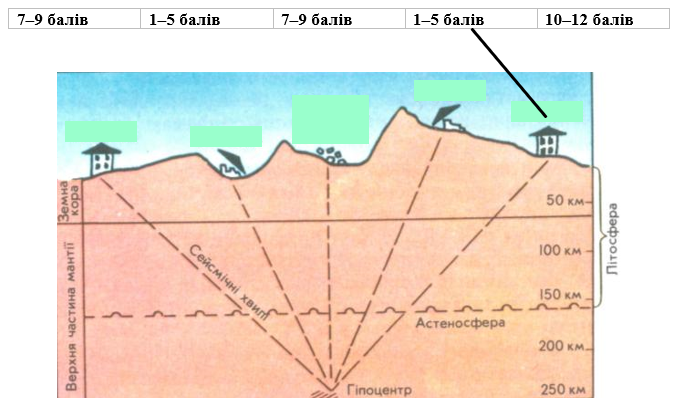 7–9 балів 1–5 балів 7–9 балів 1–5 балів 10–12 балів
Земна
кора
50 км
Літосфера
Сейсмічні хвилі
100 км
Верхня частина мантії
150 км
Астеносфера
200 км
Гіпоцентр
250 км